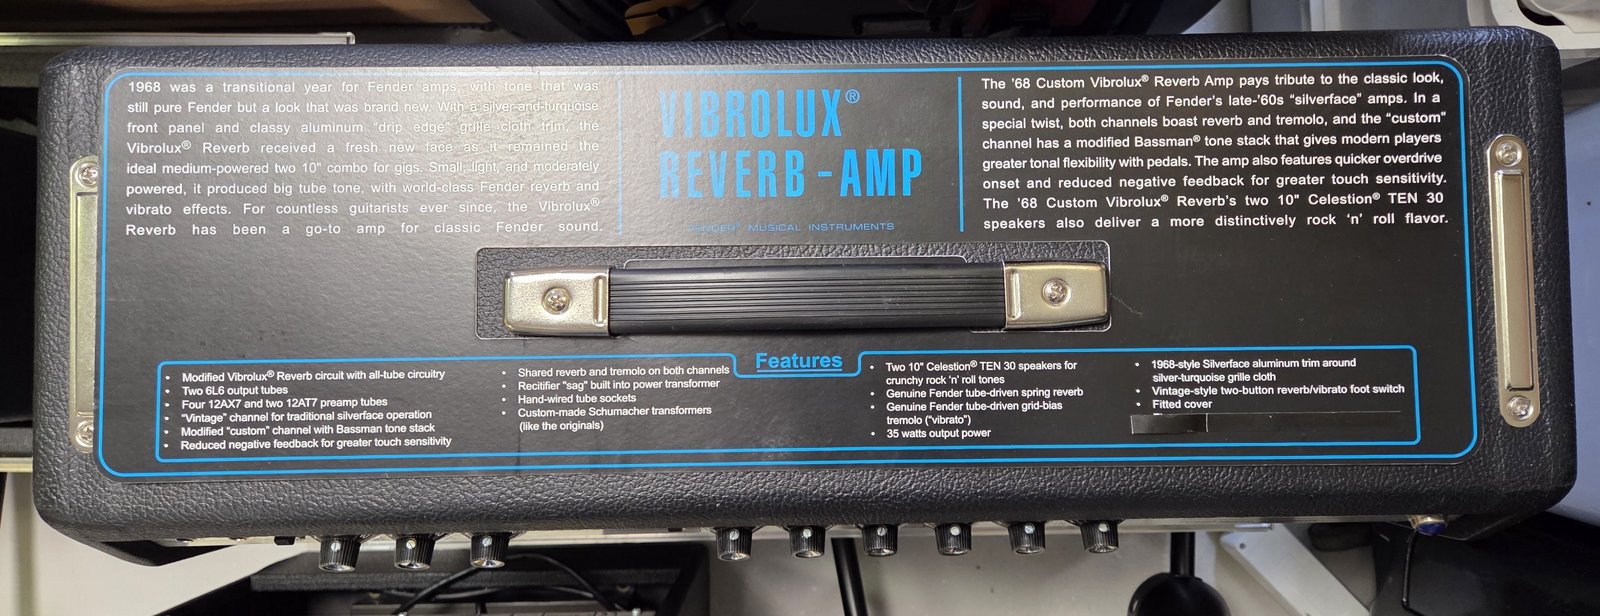 1968 was a transitional year for Fender amps, with tone that was
still pure Fender but a look that was brand new. With a silver-and-turquoise
front panel and classy aluminum "drip edge" grille cloth trim, the
Vibrolux® Reverb received a fresh new face as it remained the
ideal medium-powered two 10" combo for gigs. Small, light, and moderately
powered, it produced big tube tone, with world-class Fender reverb and
vibrato effects. For countless guitarists ever since, the Vibrolux®
Reverb has been a go-to amp for classic Fender sound.
VIBROLUX®
REVERB-AMP
FENDER® MUSICAL INSTRUMENTS
The '68 Custom Vibrolux® Reverb Amp pays tribute to the classic look,
sound, and performance of Fender's late-'60s "silverface" amps. In a
special twist, both channels boast reverb and tremolo, and the "custom"
channel has a modified Bassman® tone stack that gives modern players
greater tonal flexibility with pedals. The amp also features quicker overdrive
onset and reduced negative feedback for greater touch sensitivity.
The '68 Custom Vibrolux® Reverb's two 10" Celestion® TEN 30
speakers also deliver a more distinctively rock 'n' roll flavor.
Features
• Modified Vibrolux® Reverb circuit with all-tube circuitry
• Two 6L6 output tubes
• Four 12AX7 and two 12AT7 preamp tubes
• "Vintage" channel for traditional silverface operation
• Modified "custom" channel with Bassman tone stack
• Reduced negative feedback for greater touch sensitivity
• Shared reverb and tremolo on both channels
• Recitifier "sag" built into power transformer
• Hand-wired tube sockets
• Custom-made Schumacher transformers
(like the originals)
• Two 10" Celestion® TEN 30 speakers for
crunchy rock 'n' roll tones
• Genuine Fender tube-driven spring reverb
• Genuine Fender tube-driven grid-bias
tremolo ("vibrato")
• 35 watts output power
• 1968-style Silverface aluminum trim around
silver-turquoise grille cloth
• Vintage-style two-button reverb/vibrato foot switch
• Fitted cover